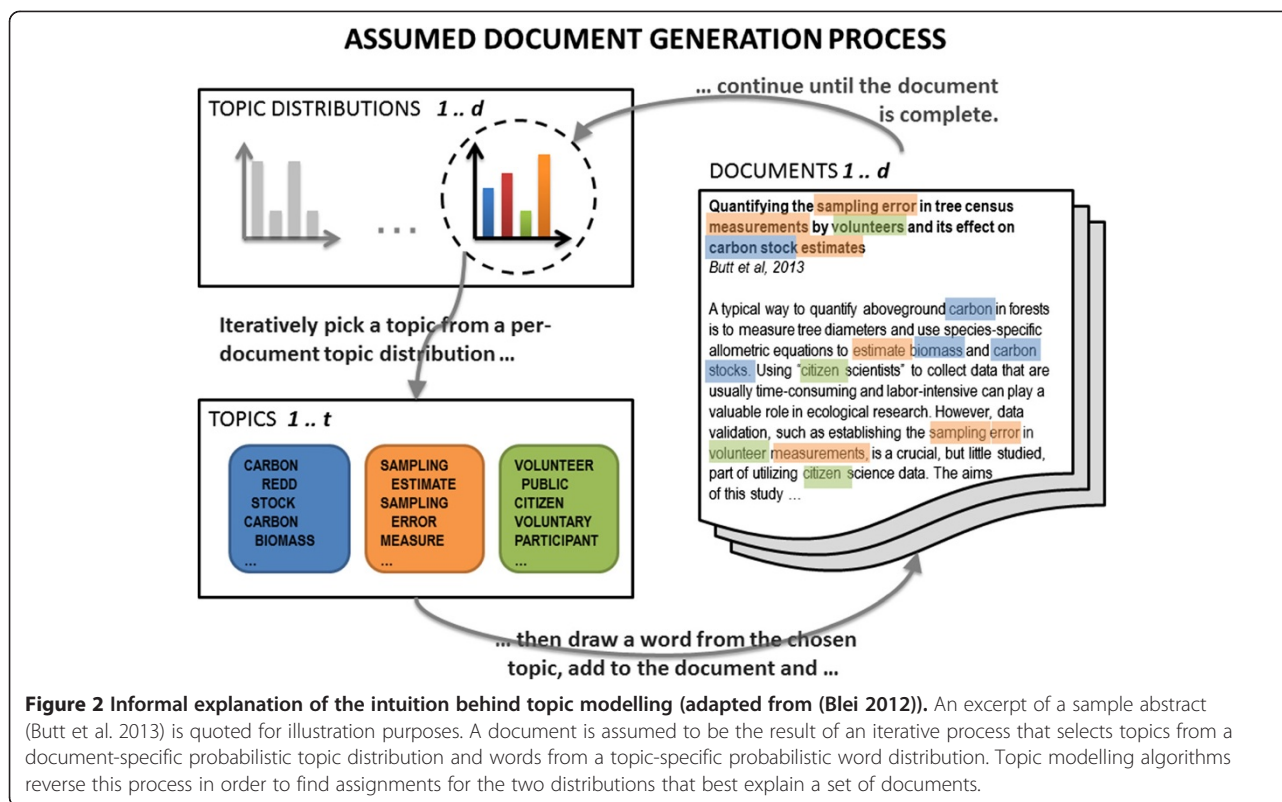 ASSUMED DOCUMENT GENERATION PROCESS
TOPIC DISTRIBUTIONS 1 .. d
...
... continue until the document
is complete.
Iteratively pick a topic from a per-
document topic distribution ...
TOPICS 1 .. t
CARBON
REDD
STOCK
CARBON
BIOMASS
...
SAMPLING
ESTIMATE
SAMPLING
ERROR
MEASURE
...
VOLUNTEER
PUBLIC
CITIZEN
VOLUNTARY
PARTICIPANT
...
DOCUMENTS 1 .. d
Quantifying the sampling error in tree census
measurements by volunteers and its effect on
carbon stock estimates
Butt et al, 2013
A typical way to quantify aboveground carbon in forests
is to measure tree diameters and use species-specific
allometric equations to estimate biomass and carbon
stocks. Using "citizen scientists" to collect data that are
usually time-consuming and labor-intensive can play a
valuable role in ecological research. However, data
validation, such as establishing the sampling error in
volunteer measurements, is a crucial, but little studied,
part of utilizing citizen science data. The aims
of this study ...
... then draw a word from the chosen
topic, add to the document and ...
Figure 2 Informal explanation of the intuition behind topic modelling (adapted from (Blei 2012)). An excerpt of a sample abstract
(Butt et al. 2013) is quoted for illustration purposes. A document is assumed to be the result of an iterative process that selects topics from a
document-specific probabilistic topic distribution and words from a topic-specific probabilistic word distribution. Topic modelling algorithms
reverse this process in order to find assignments for the two distributions that best explain a set of documents.